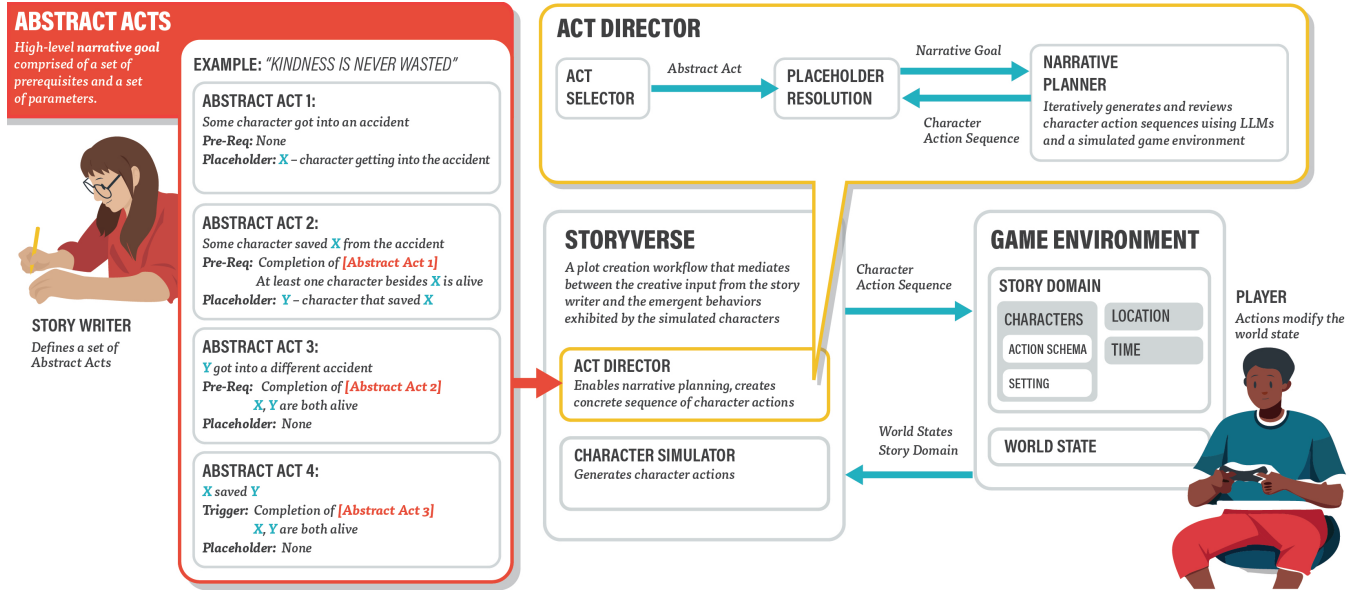 ABSTRACT ACTS
High-level narrative goal
comprised of a set of
prerequisites and a set
of parameters.
STORY WRITER
Defines a set of
Abstract Acts
EXAMPLE: "KINDNESS IS NEVER WASTED"
ABSTRACT ACT 1:
Some character got into an accident
Pre-Req: None
Placeholder: X – character getting into the accident
ABSTRACT ACT 2:
Some character saved X from the accident
Pre-Req: Completion of [Abstract Act 1]
At least one character besides X is alive
Placeholder: Y – character that saved X
ABSTRACT ACT 3:
Y got into a different accident
Pre-Req: Completion of [Abstract Act 2]
X, Y are both alive
Placeholder: None
ABSTRACT ACT 4:
X saved Y
Trigger: Completion of [Abstract Act 3]
X, Y are both alive
Placeholder: None
ACT DIRECTOR
ACT
SELECTOR
Abstract Act
PLACEHOLDER
RESOLUTION
Narrative Goal
Character
Action Sequence
NARRATIVE
PLANNER
Iteratively generates and reviews
character action sequences uising LLMs
and a simulated game environment
STORYVERSE
A plot creation workflow that mediates
between the creative input from the story
writer and the emergent behaviors
exhibited by the simulated characters
ACT DIRECTOR
Enables narrative planning, creates
concrete sequence of character actions
CHARACTER SIMULATOR
Generates character actions
Character
Action Sequence
World States
Story Domain
GAME ENVIRONMENT
STORY DOMAIN
CHARACTERS
ACTION SCHEMA
SETTING
LOCATION
TIME
WORLD STATE
PLAYER
Actions modify the
world state